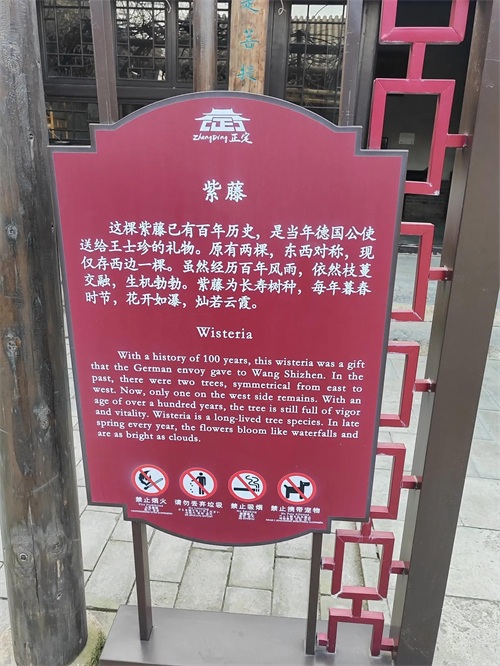 ZhengDing 正定
紫藤
这棵紫藤已有百年历史，是当年德国公使
送给王士珍的礼物。原有两棵，东西对称，现
仅存西边一棵。虽然经历百年风雨，依然枝蔓
交融，生机勃勃。紫藤为长寿树种，每年暮春
时节，花开如瀑，灿若云霞。
Wisteria
With a history of 100 years, this wisteria was a gift
that the German envoy gave to Wang Shizhen. In the
past, there were two trees, symmetrical from east to
west. Now, only one on the west side remains. With an
age of over a hundred years, the tree is still full of vigor
and vitality. Wisteria is a long-lived tree species. In late
spring every year, the flowers bloom like waterfalls and
are as bright as clouds.
禁止烟火 请勿丢弃垃圾 禁止吸烟 禁止携带宠物